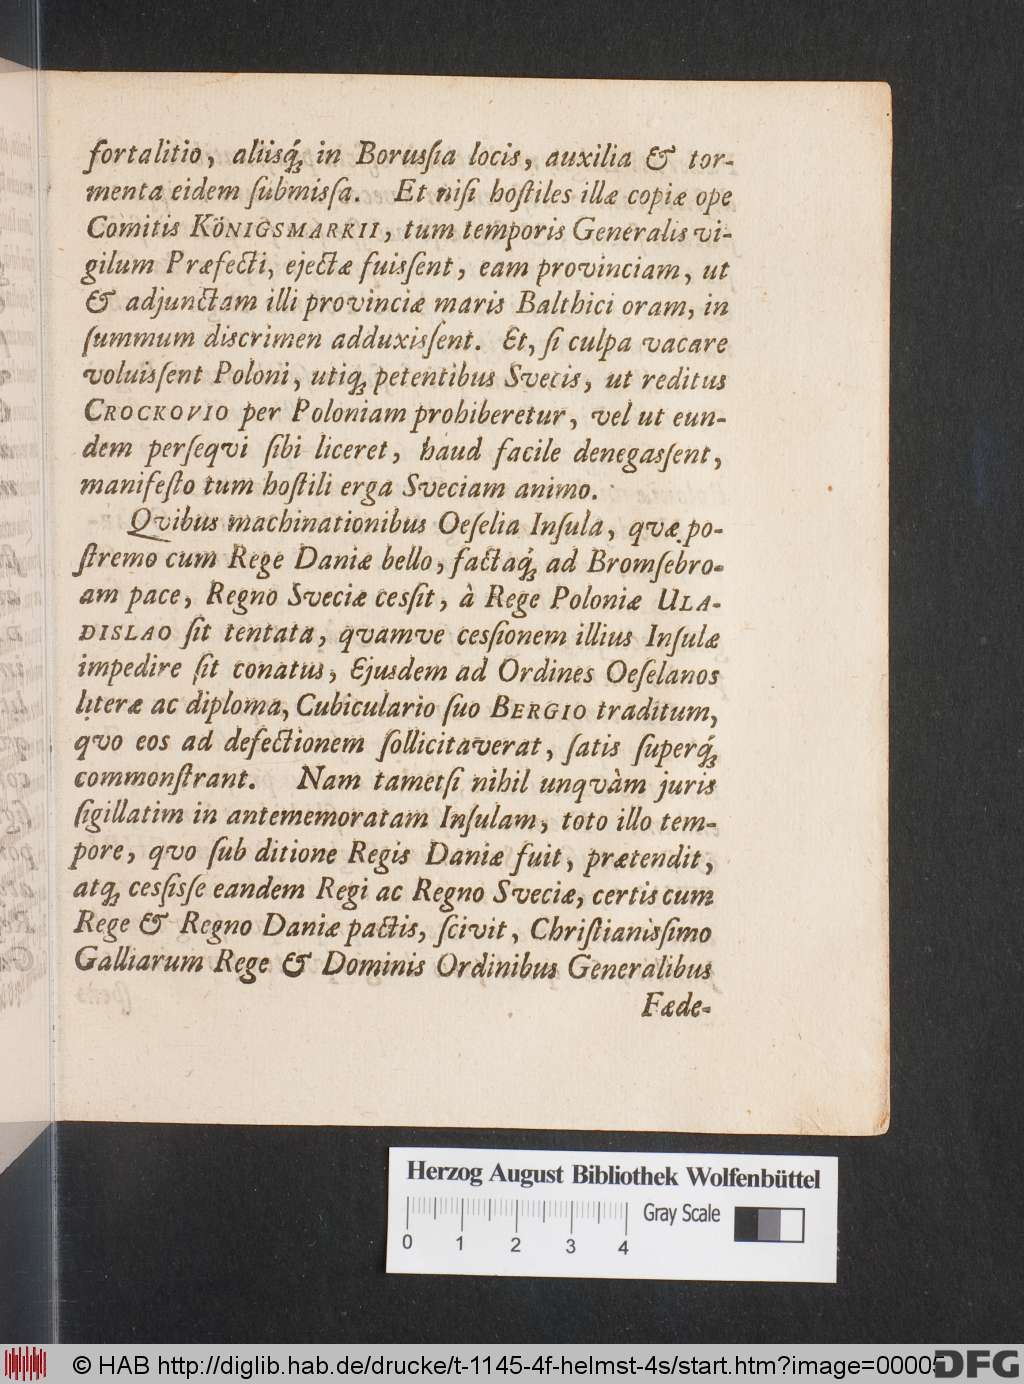 fortalitio, aliisq́ꝫ in Borusſia locis, auxilia & tor-
menta eidem ſubmisſa. Et niſi hoſtiles illæ copiæ ope
Comitis KÖNIGSMARKII, tum temporis Generalis vi-
gilum Præfecti, ejectæ fuisſent, eam provinciam, ut
& adjunctam illi provinciæ maris Balthici oram, in
ſummum discrimen adduxisſent. Et, ſi culpa vacare
voluisſent Poloni, utiqꝫ petentibus Svecis, ut reditus
CROCKOVIO per Poloniam prohiberetur, vel ut eun-
dem perſeqvi ſibi liceret, haud facile denegasſent,
manifeſto tum hoſtili erga Sveciam animo.
Qvibus machinationibus Oeſelia Inſula, qvæ po-
ſtremo cum Rege Daniæ bello, factaq́ꝫ ad Bromſebro-
am pace, Regno Sveciæ cesſit, à Rege Poloniæ ULA-
DISLAO ſit tentata, qvamve cesſionem illius Inſulæ
impedire ſit conatus, Ejusdem ad Ordines Oeſelanos
literæ ac diploma, Cubiculario ſuo BERGIO traditum,
qvo eos ad defectionem ſollicitaverat, ſatis ſuperq́ꝫ
commonſtrant. Nam tametſi nihil unqvàm juris
ſigillatim in antememoratam Inſulam, toto illo tem-
pore, qvo ſub ditione Regis Daniæ fuit, prætendit,
atqꝫ cesſisſe eandem Regi ac Regno Sveciæ, certis cum
Rege & Regno Daniæ pactis, ſcivit, Chriſtianìsſimo
Galliarum Rege & Dominis Ordinibus Generalibus
Fæde-
Herzog August Bibliothek Wolfenbüttel
Gray Scale
0 1 2 3 4
© HAB http://diglib.hab.de/drucke/t-1145-4f-helmst-4s/start.htm?image=00005
DFG